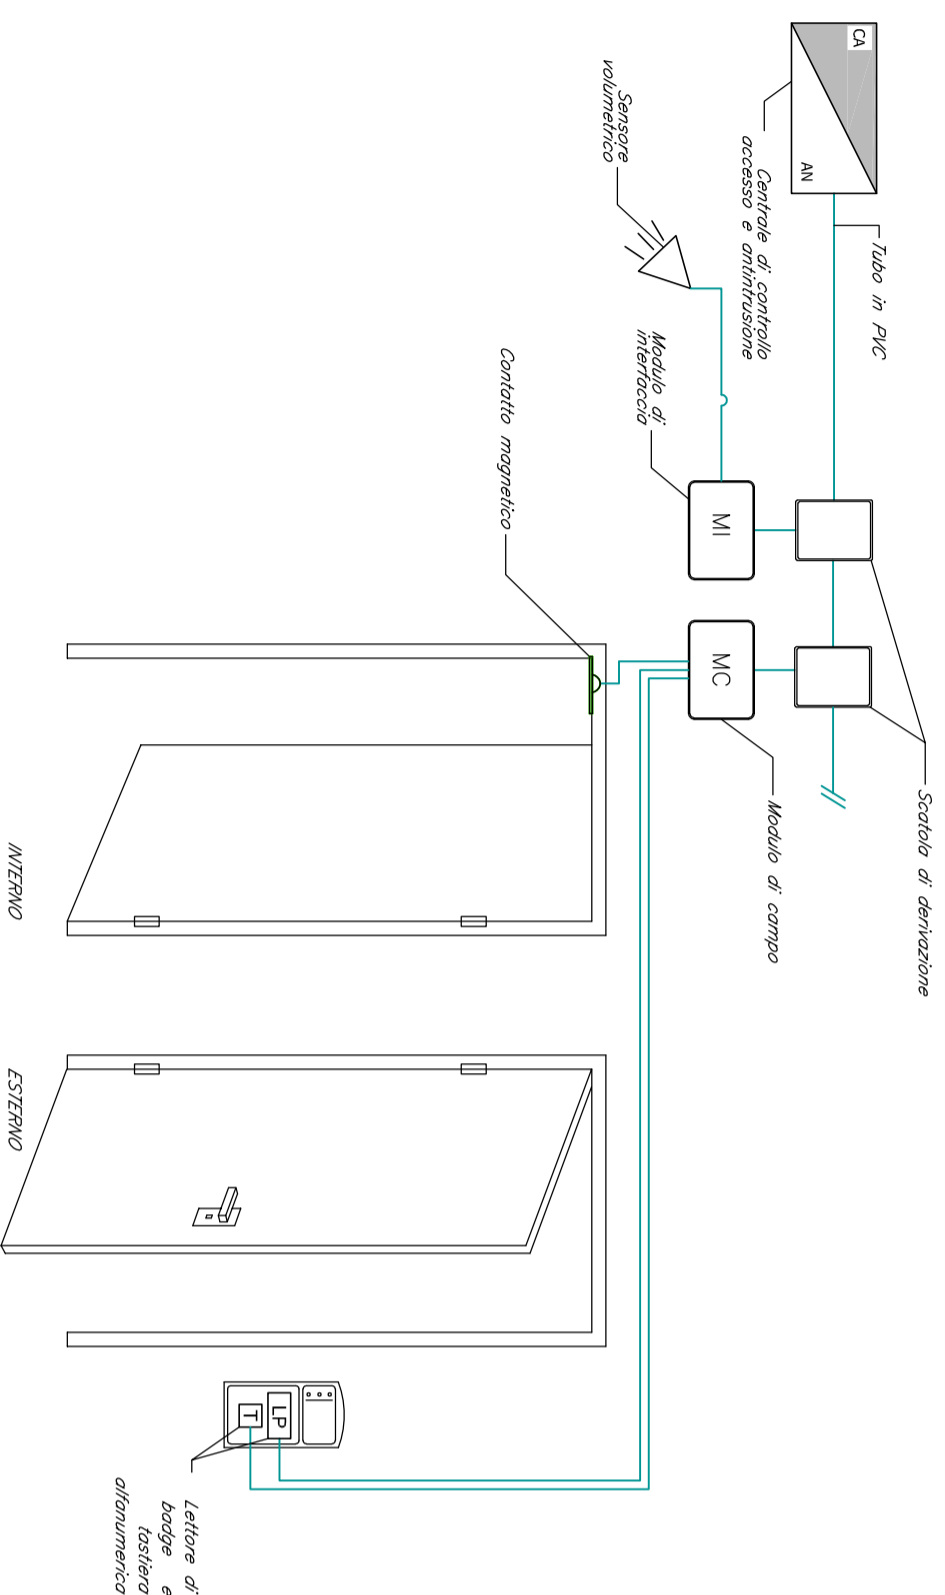 CA
AN
Tubo in PVC
Centrale di controllo
accesso e antintrusione
Sensore
volumetrico
Modulo di
interfaccia
MI
Scatola di derivazione
MC
Modulo di campo
Contatto magnetico
INTERNO
ESTERNO
LP
T
Lettore di
badge e
tastiera
alfanumerica